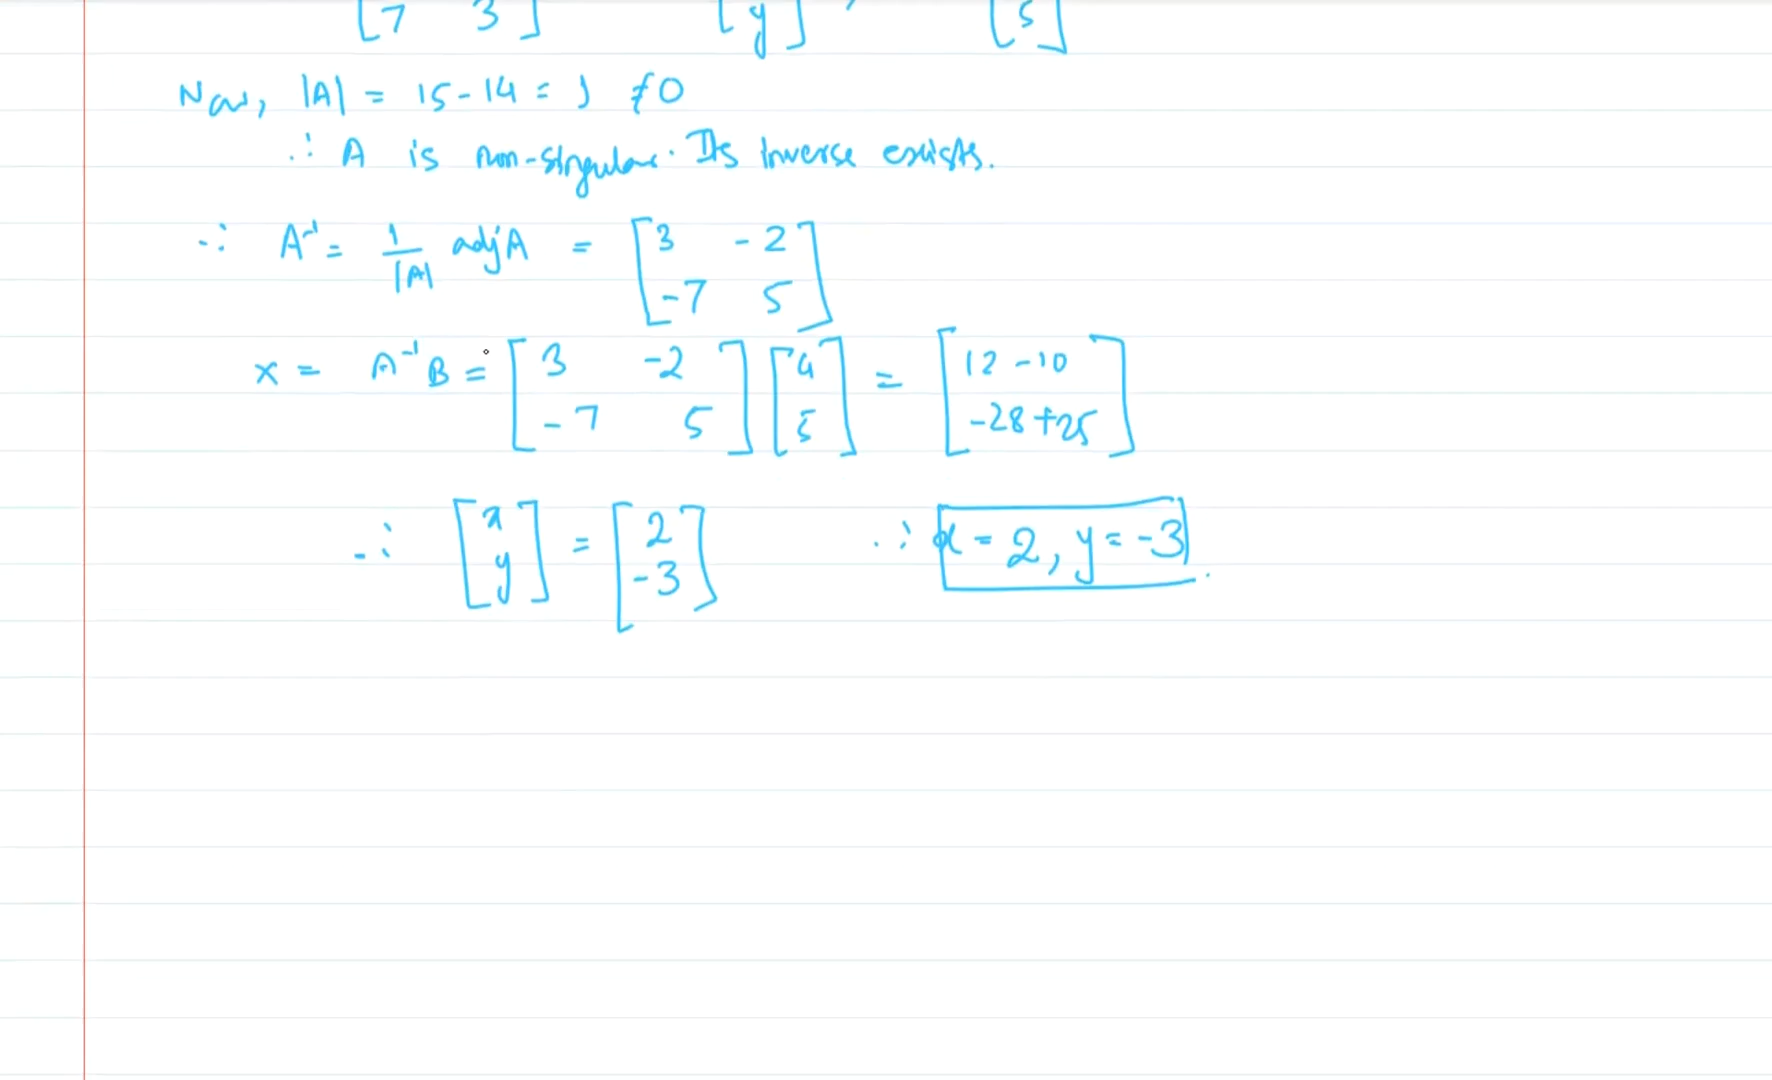 [7 3] [y] , [5]
Now, |A| = 15 - 14 = 1 ≠ 0
∴ A is non-singular. Its inverse exists.
∴ A⁻¹ = 1/|A| adj A = [3 -2; -7 5]
x = A⁻¹B = [3 -2; -7 5] [4; 5] = [12 - 10; -28 + 25]
∴ [x; y] = [2; -3] ∴ x = 2, y = -3.